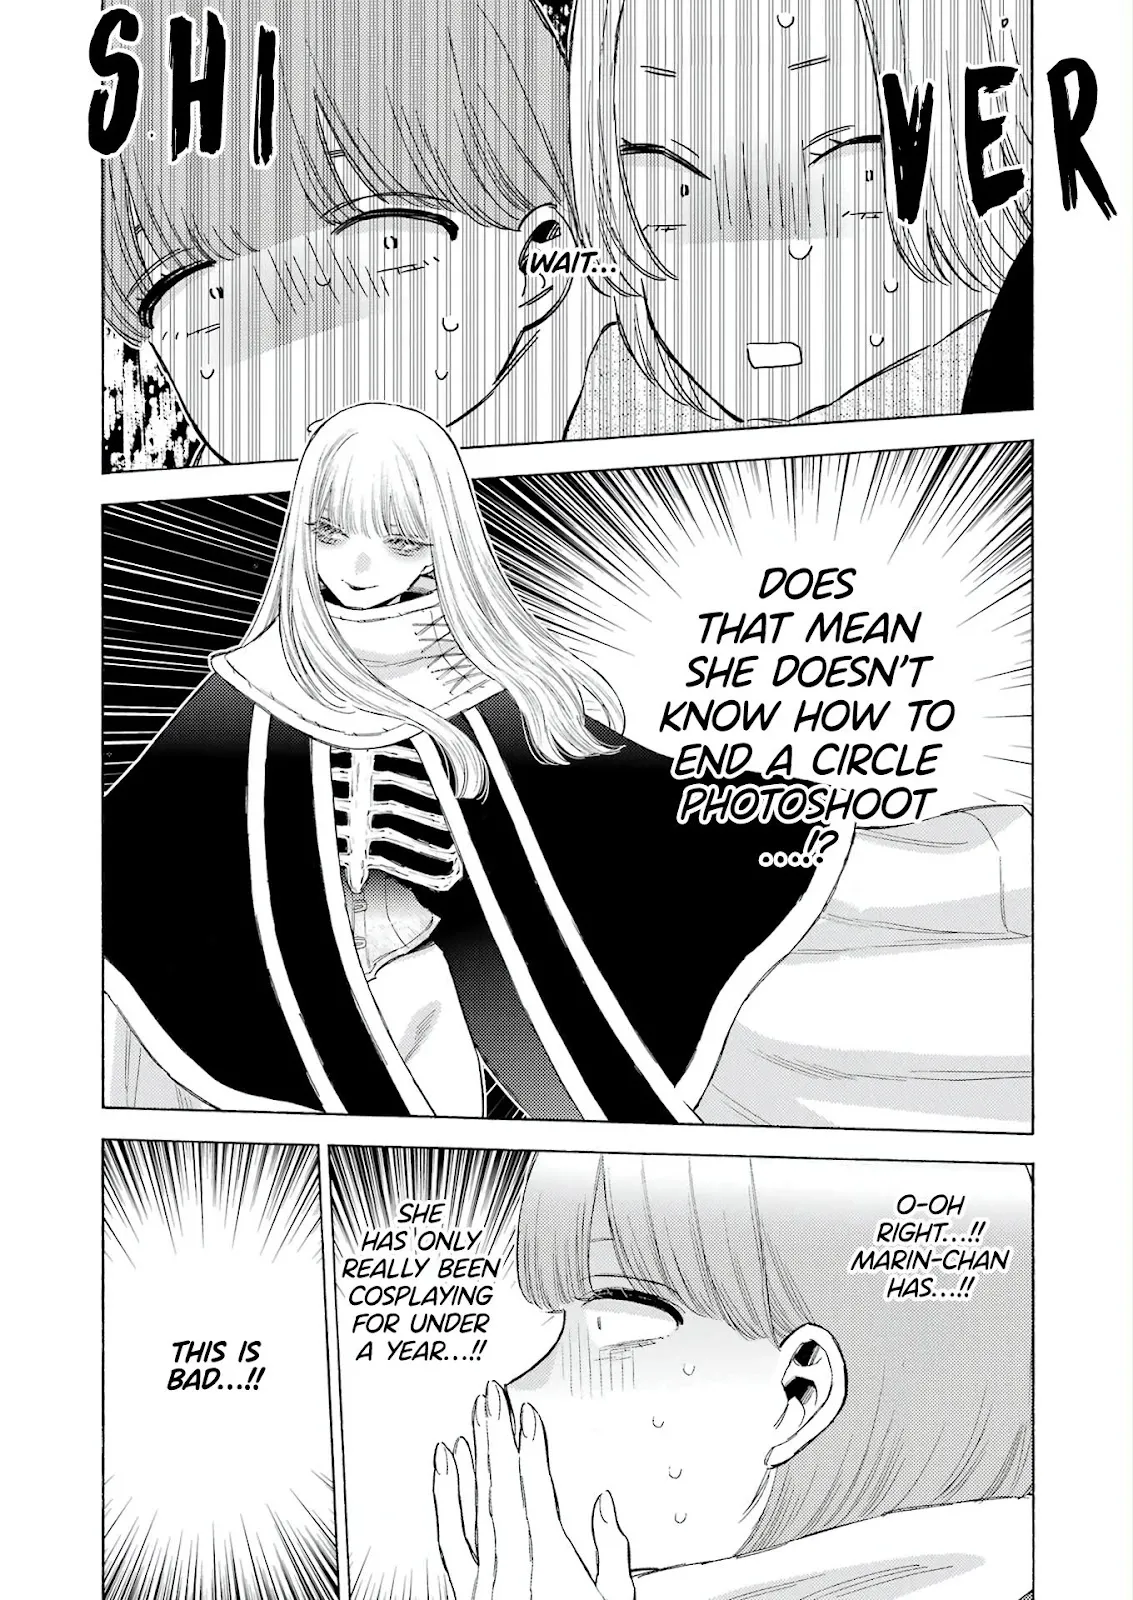 SHI
VER
WAIT...
DOES
THAT MEAN
SHE DOESN'T
KNOW HOW TO
END A CIRCLE
PHOTOSHOOT
....!?
O-OH
RIGHT...!!
MARIN-CHAN
HAS...!!
SHE
HAS ONLY
REALLY BEEN
COSPLAYING
FOR UNDER
A YEAR...!!
THIS IS
BAD...!!